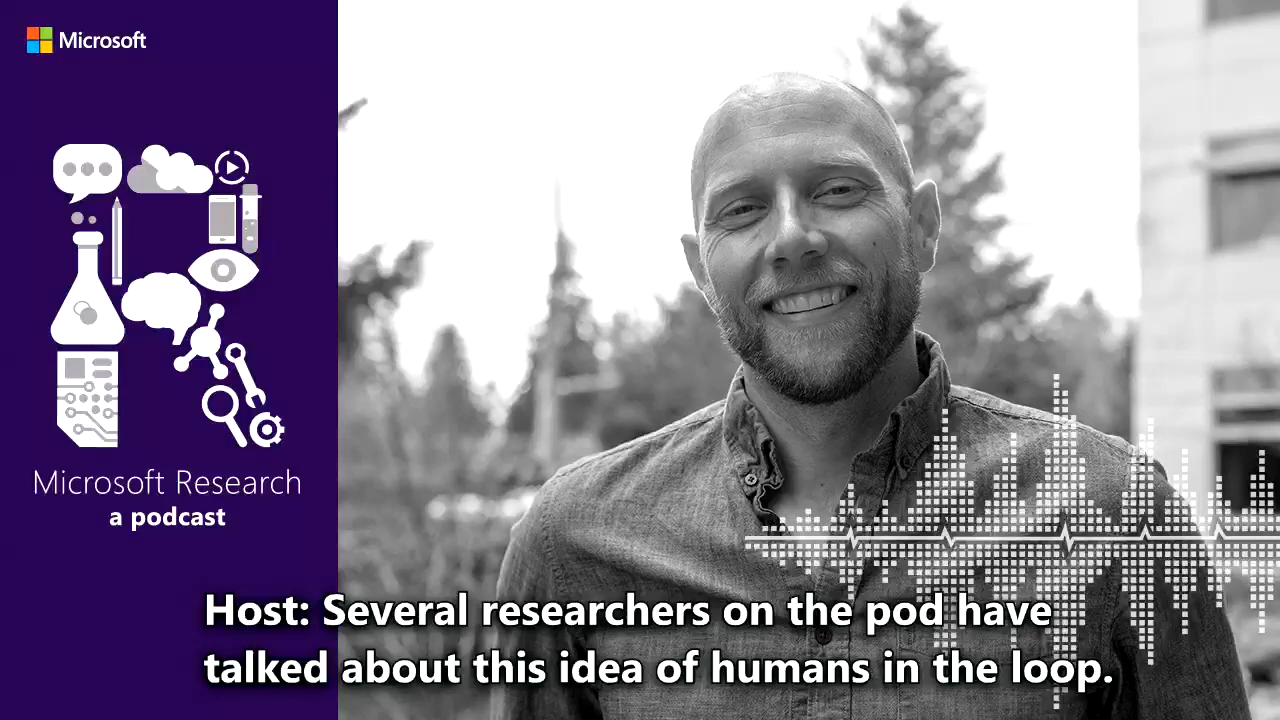 Microsoft
Microsoft Research
a podcast
Host: Several researchers on the pod have
talked about this idea of humans in the loop.